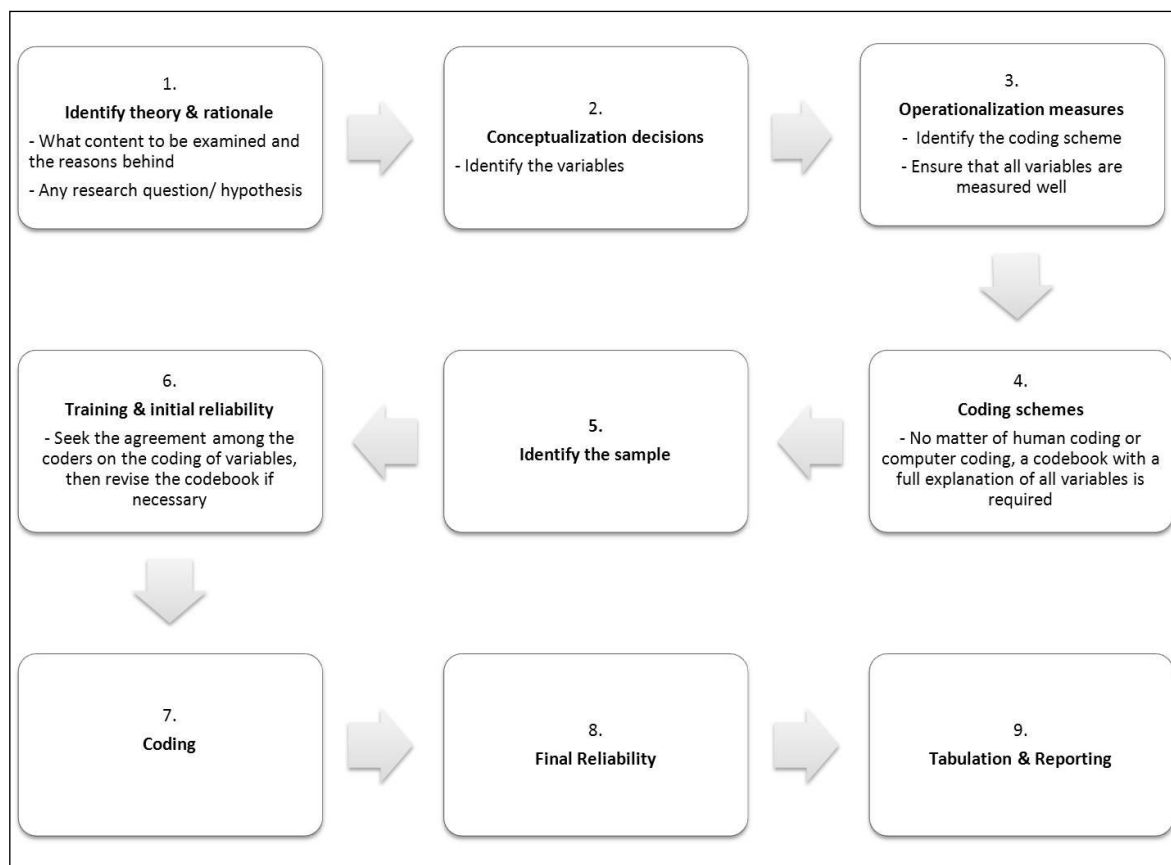 1.
Identify theory & rationale
- What content to be examined and
the reasons behind
- Any research question/ hypothesis
2.
Conceptualization decisions
- Identify the variables
3.
Operationalization measures
- Identify the coding scheme
- Ensure that all variables are
measured well
4.
Coding schemes
- No matter of human coding or
computer coding, a codebook with a
full explanation of all variables is
required
5.
Identify the sample
6.
Training & initial reliability
- Seek the agreement among the
coders on the coding of variables,
then revise the codebook if
necessary
7.
Coding
8.
Final Reliability
9.
Tabulation & Reporting